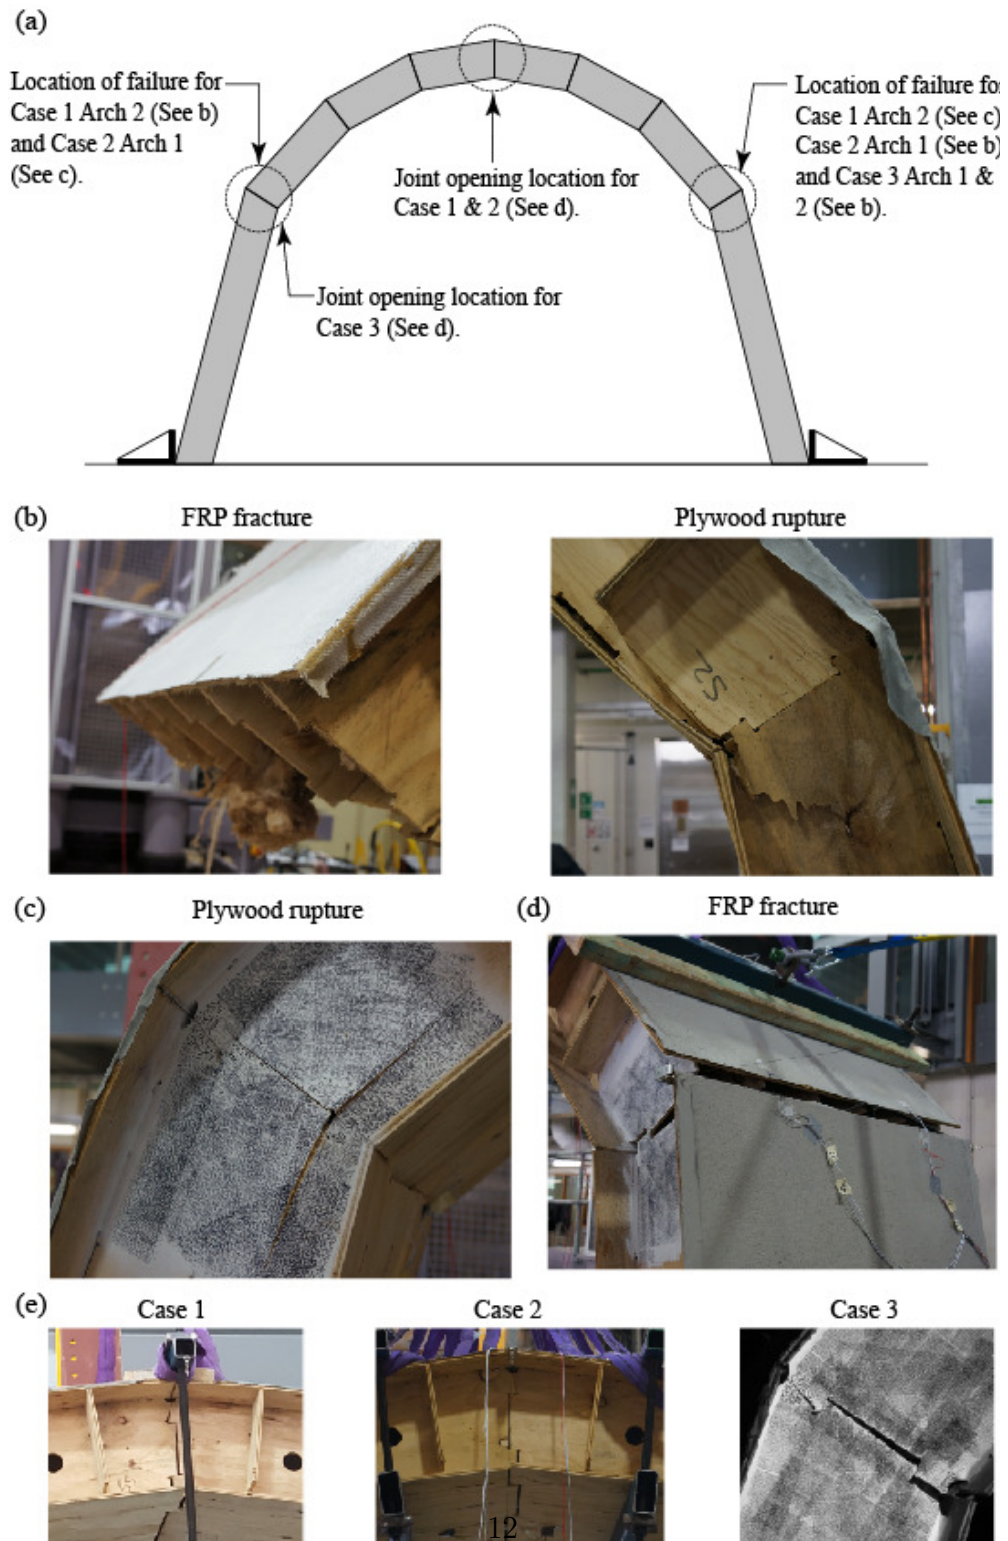 (a)
Location of failure for
Case 1 Arch 2 (See b)
and Case 2 Arch 1
(See c).
Joint opening location for
Case 1 & 2 (See d).
Location of failure for
Case 1 Arch 2 (See c)
Case 2 Arch 1 (See b)
and Case 3 Arch 1 &
2 (See b).
Joint opening location for
Case 3 (See d).
(b)
FRP fracture
Plywood rupture
S2
(c)
Plywood rupture
(d)
FRP fracture
(e)
Case 1
Case 2
Case 3
12